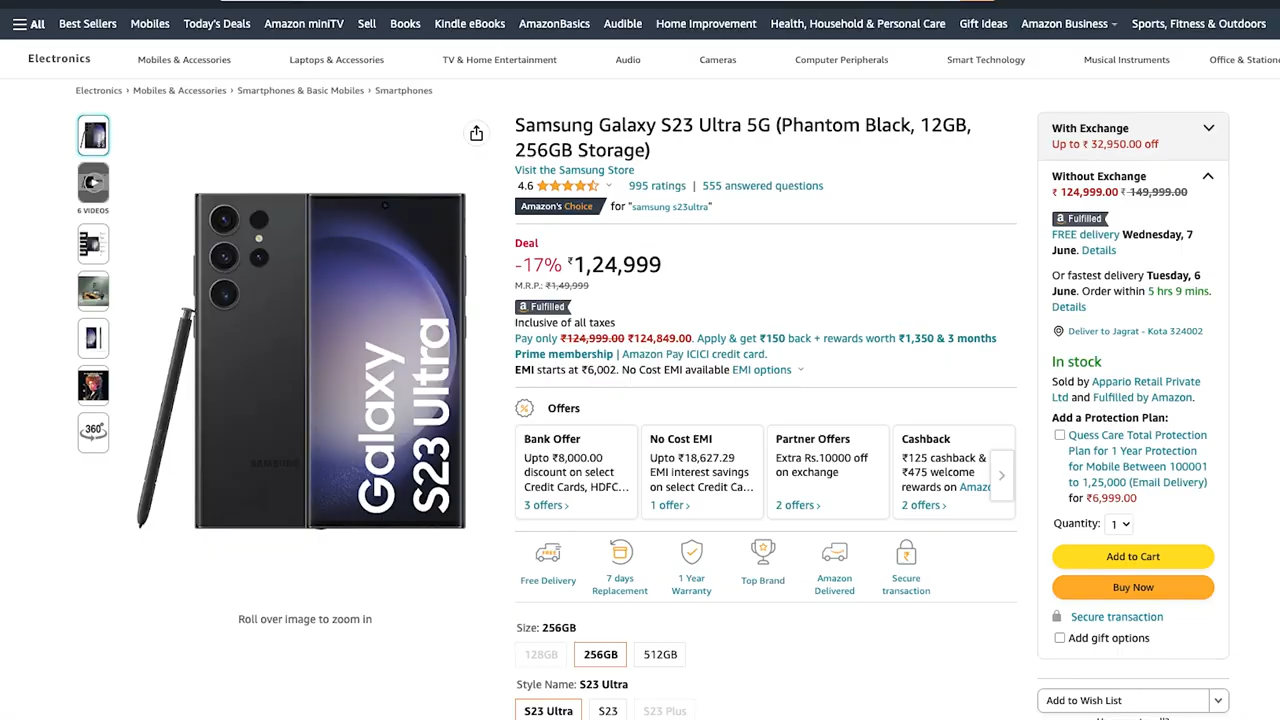 All Best Sellers Mobiles Today's Deals Amazon miniTV Sell Books Kindle eBooks AmazonBasics Audible Home Improvement Health, Household & Personal Care Gift Ideas Amazon Business Sports, Fitness & Outdoors
Electronics Mobiles & Accessories Laptops & Accessories TV & Home Entertainment Audio Cameras Computer Peripherals Smart Technology Musical Instruments Office & Station
Electronics › Mobiles & Accessories › Smartphones & Basic Mobiles › Smartphones
6 VIDEOS
360°
SAMSUNG
Galaxy
S23 Ultra
Roll over image to zoom in
Samsung Galaxy S23 Ultra 5G (Phantom Black, 12GB,
256GB Storage)
Visit the Samsung Store
4.6 995 ratings | 555 answered questions
Amazon's Choice for "samsung s23ultra"
Deal
-17% ₹1,24,999
M.R.P.: ₹1,49,999
a Fulfilled
Inclusive of all taxes
Pay only ₹124,999.00 ₹124,849.00. Apply & get ₹150 back + rewards worth ₹1,350 & 3 months
Prime membership | Amazon Pay ICICI credit card.
EMI starts at ₹6,002. No Cost EMI available EMI options
Offers
Bank Offer
Upto ₹8,000.00
discount on select
Credit Cards, HDFC…
3 offers ›
No Cost EMI
Upto ₹18,627.29
EMI interest savings
on select Credit Ca…
1 offer ›
Partner Offers
Extra Rs.10000 off
on exchange
2 offers ›
Cashback
₹125 cashback &
₹475 welcome
rewards on Amazo
2 offers ›
FREE
Free Delivery
7 days
Replacement
1 Year
Warranty
Top Brand
Amazon
Delivered
₹
Secure
transaction
Size: 256GB
128GB 256GB 512GB
Style Name: S23 Ultra
S23 Ultra S23 S23 Plus
With Exchange
Up to ₹ 32,950.00 off
Without Exchange
₹ 124,999.00 ₹ 149,999.00
a Fulfilled
FREE delivery Wednesday, 7
June. Details
Or fastest delivery Tuesday, 6
June. Order within 5 hrs 9 mins.
Details
Deliver to Jagrat - Kota 324002
In stock
Sold by Appario Retail Private
Ltd and Fulfilled by Amazon.
Add a Protection Plan:
Quess Care Total Protection
Plan for 1 Year Protection
for Mobile Between 100001
to 1,25,000 (Email Delivery)
for ₹6,999.00
Quantity: 1
Add to Cart
Buy Now
Secure transaction
Add gift options
Add to Wish List